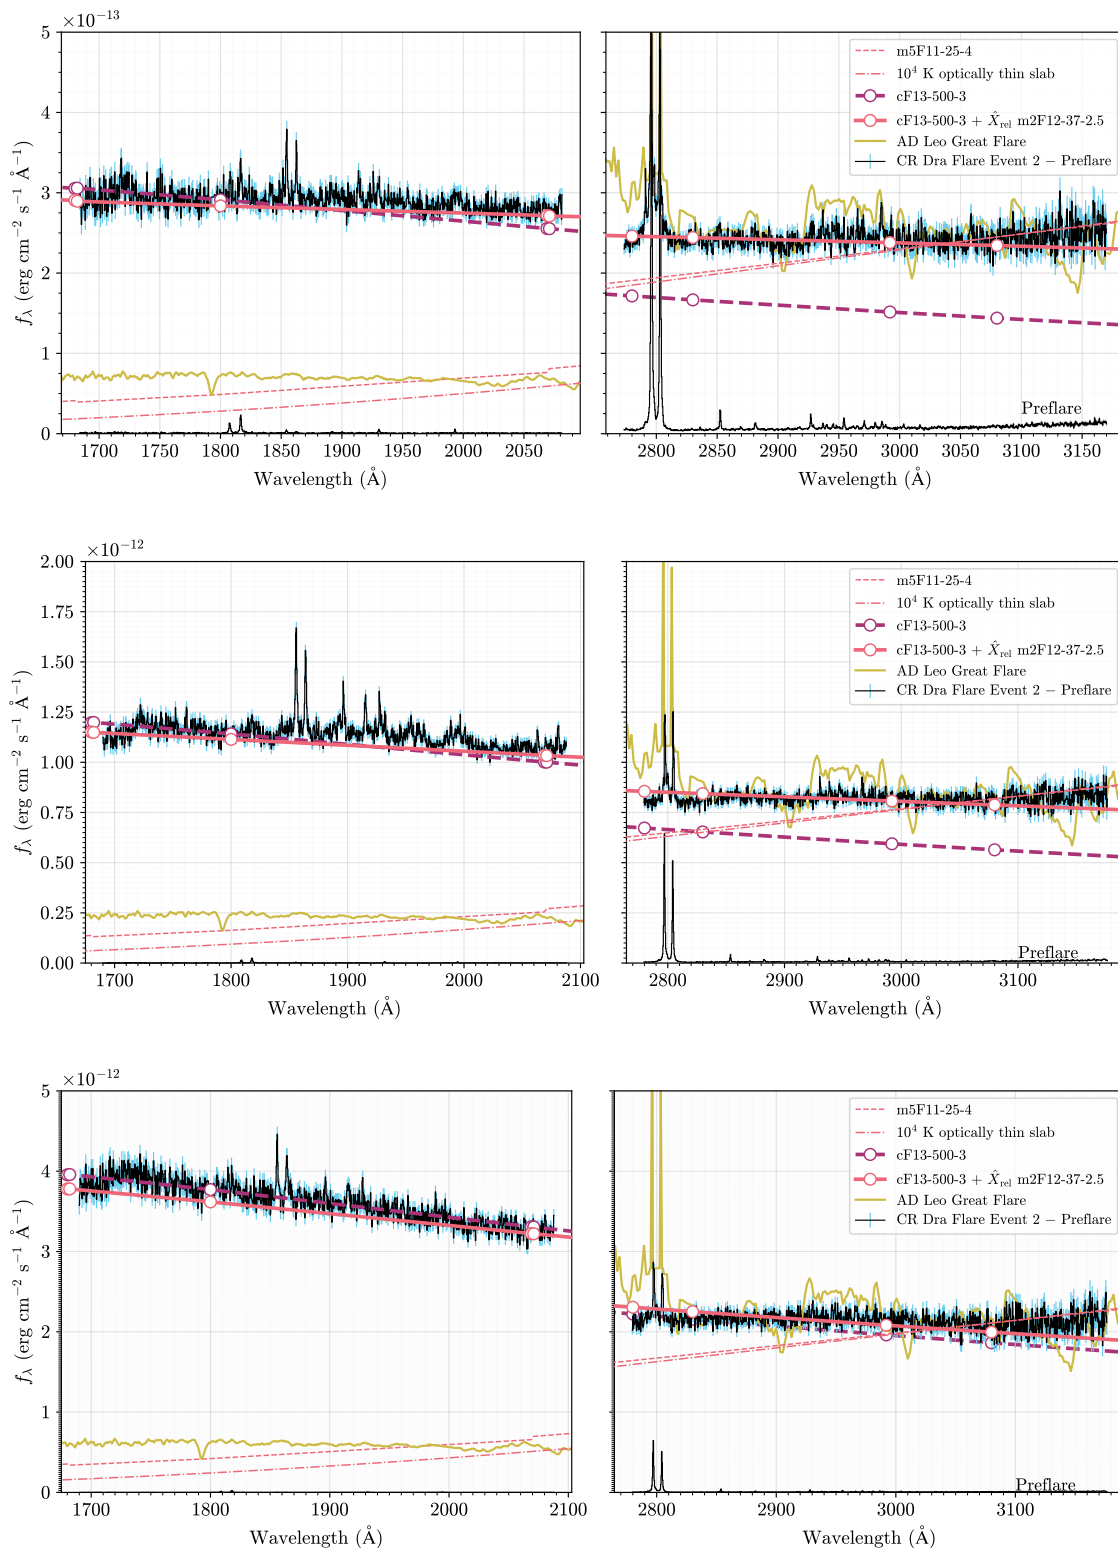 ×10⁻¹³
5
4
3
2
1
0
f_λ (erg cm⁻² s⁻¹ Å⁻¹)
1700 1750 1800 1850 1900 1950 2000 2050
Wavelength (Å)
m5F11-25-4
10⁴ K optically thin slab
cF13-500-3
cF13-500-3 + X̂_rel m2F12-37-2.5
AD Leo Great Flare
CR Dra Flare Event 2 − Preflare
Preflare
2800 2850 2900 2950 3000 3050 3100 3150
Wavelength (Å)
×10⁻¹²
2.00
1.75
1.50
1.25
1.00
0.75
0.50
0.25
0.00
f_λ (erg cm⁻² s⁻¹ Å⁻¹)
1700 1800 1900 2000 2100
Wavelength (Å)
m5F11-25-4
10⁴ K optically thin slab
cF13-500-3
cF13-500-3 + X̂_rel m2F12-37-2.5
AD Leo Great Flare
CR Dra Flare Event 2 − Preflare
Preflare
2800 2900 3000 3100
Wavelength (Å)
×10⁻¹²
5
4
3
2
1
0
f_λ (erg cm⁻² s⁻¹ Å⁻¹)
1700 1800 1900 2000 2100
Wavelength (Å)
m5F11-25-4
10⁴ K optically thin slab
cF13-500-3
cF13-500-3 + X̂_rel m2F12-37-2.5
AD Leo Great Flare
CR Dra Flare Event 2 − Preflare
Preflare
2800 2900 3000 3100
Wavelength (Å)